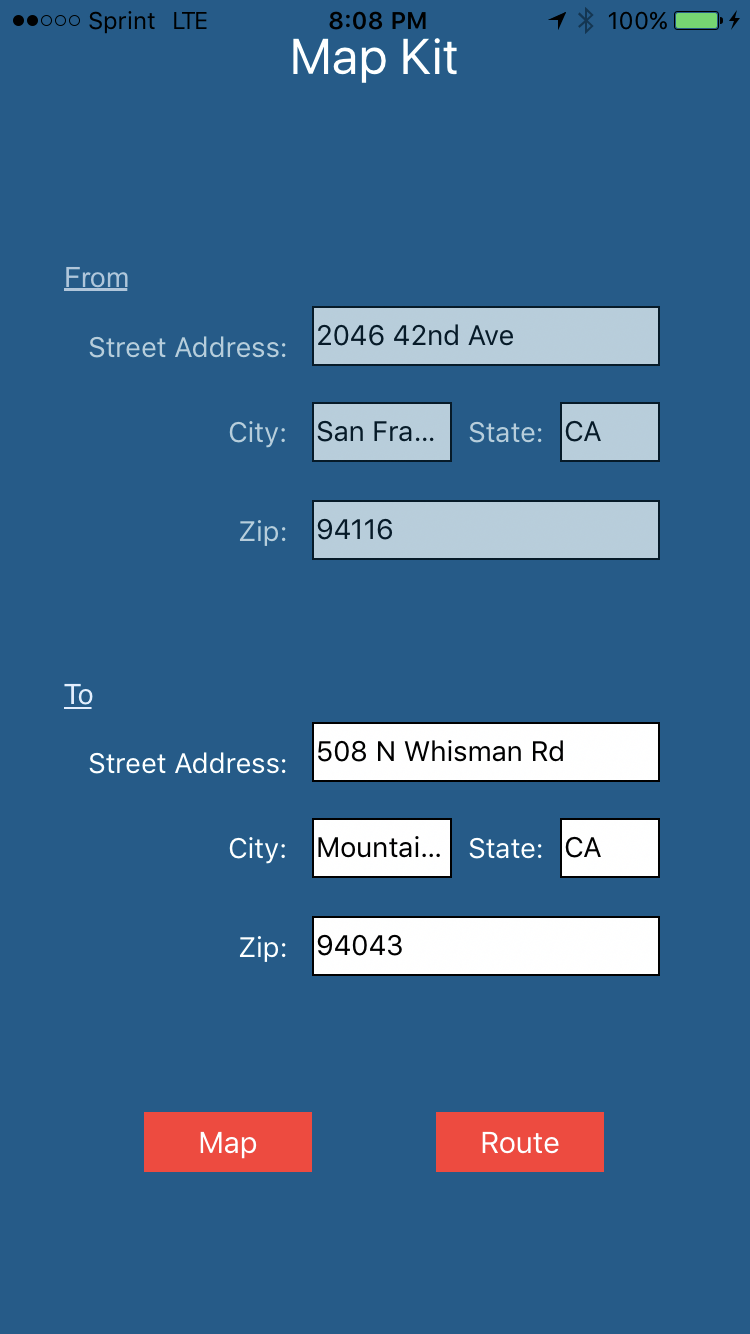 Sprint LTE 8:08 PM 100%
Map Kit
From
Street Address: 2046 42nd Ave
City: San Fra... State: CA
Zip: 94116
To
Street Address: 508 N Whisman Rd
City: Mountai... State: CA
Zip: 94043
Map Route